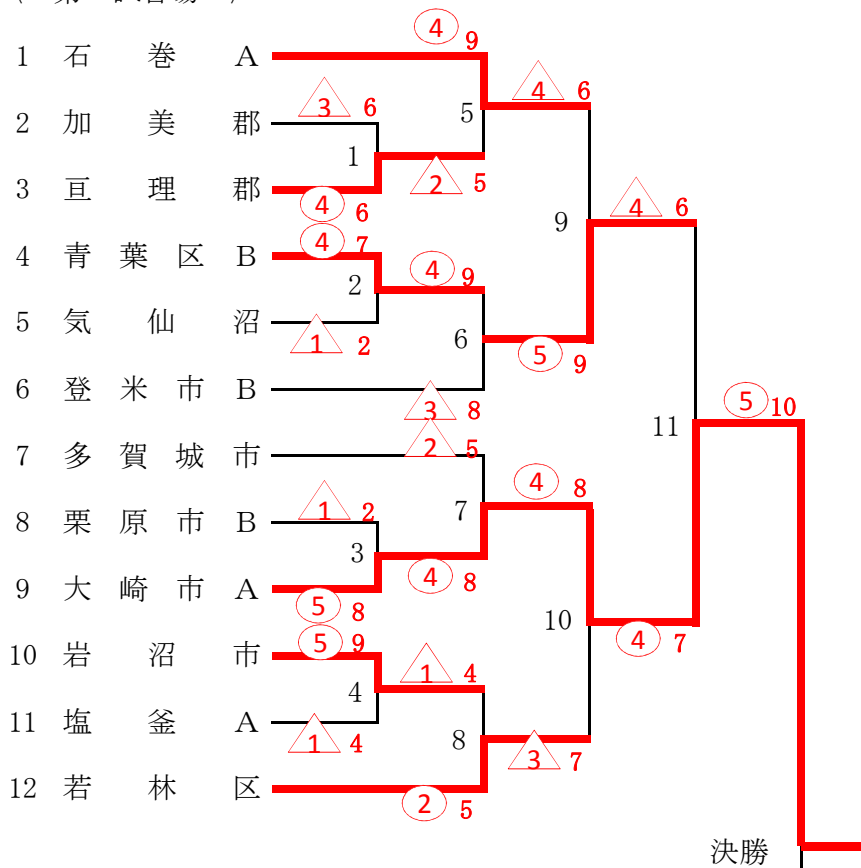 ④ 9
1 石巻 A
△4 6
3 6
5
2 加美郡
1
2 5
3 亘理郡
4 6
9
4 6
4 7
4 青葉区 B
4 9
2
5 気仙沼
1 2
6
5 9
6 登米市 B
3 8
5 10
11
2 5
7 多賀城市
4 8
1 2
7
8 栗原市 B
3
4 8
9 大崎市 A
5 8
10
4 7
5 9
10 岩沼市
1 4
4
11 塩釜 A
1 4
8
3 7
12 若林区
2 5
決勝